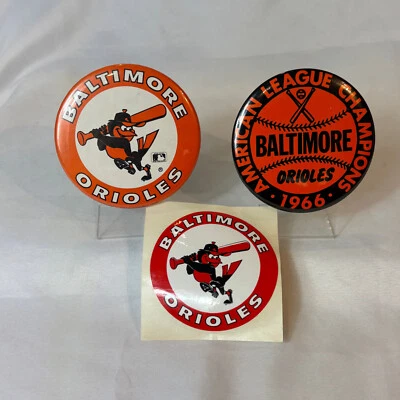 BALTIMORE
ORIOLES
AMERICAN LEAGUE CHAMPIONS
BALTIMORE
ORIOLES
• 1966 •
BALTIMORE
ORIOLES